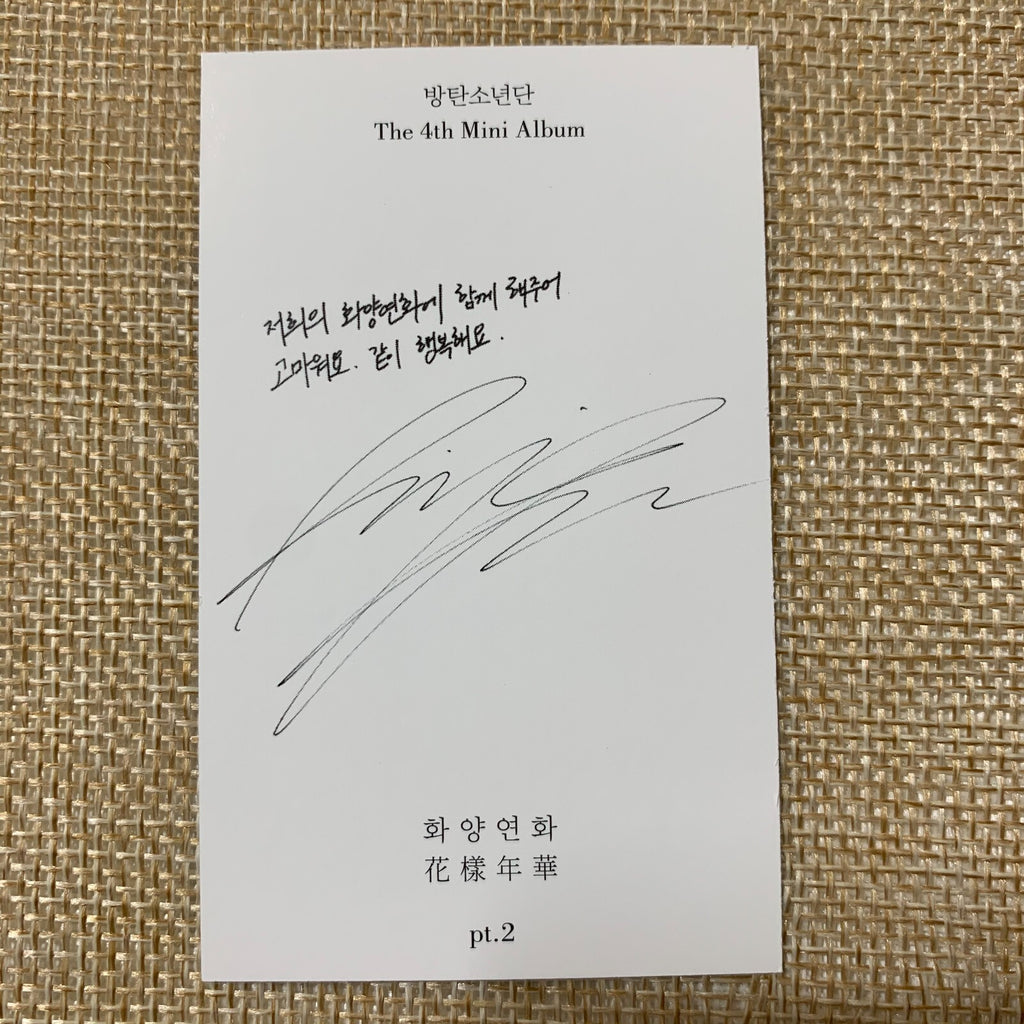 방탄소년단
The 4th Mini Album
저희의 화양연화에 함께 해주어
고마워요. 같이 행복해요.
화양연화
花樣年華
pt.2